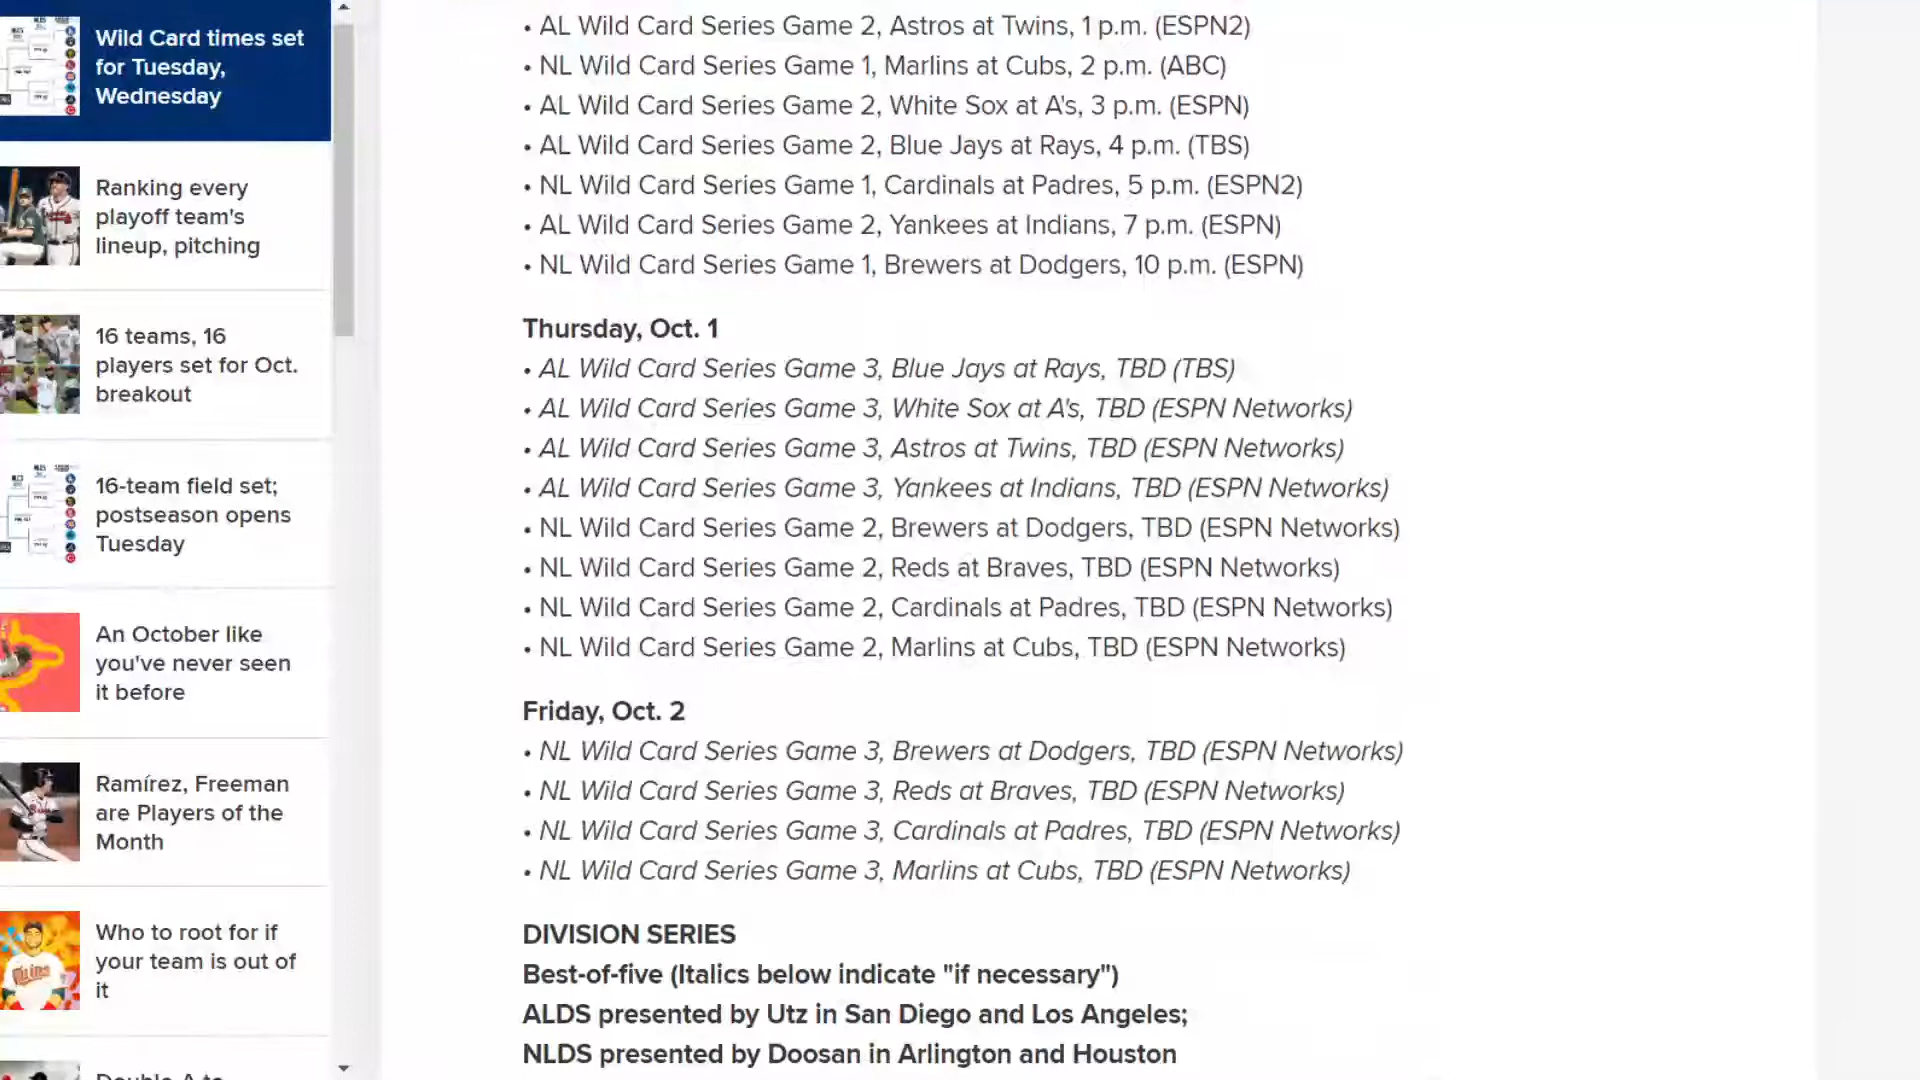 Wild Card times set
for Tuesday,
Wednesday
Ranking every
playoff team's
lineup, pitching
16 teams, 16
players set for Oct.
breakout
16-team field set;
postseason opens
Tuesday
An October like
you've never seen
it before
Ramírez, Freeman
are Players of the
Month
Who to root for if
your team is out of
it
• AL Wild Card Series Game 2, Astros at Twins, 1 p.m. (ESPN2)
• NL Wild Card Series Game 1, Marlins at Cubs, 2 p.m. (ABC)
• AL Wild Card Series Game 2, White Sox at A's, 3 p.m. (ESPN)
• AL Wild Card Series Game 2, Blue Jays at Rays, 4 p.m. (TBS)
• NL Wild Card Series Game 1, Cardinals at Padres, 5 p.m. (ESPN2)
• AL Wild Card Series Game 2, Yankees at Indians, 7 p.m. (ESPN)
• NL Wild Card Series Game 1, Brewers at Dodgers, 10 p.m. (ESPN)
Thursday, Oct. 1
• AL Wild Card Series Game 3, Blue Jays at Rays, TBD (TBS)
• AL Wild Card Series Game 3, White Sox at A's, TBD (ESPN Networks)
• AL Wild Card Series Game 3, Astros at Twins, TBD (ESPN Networks)
• AL Wild Card Series Game 3, Yankees at Indians, TBD (ESPN Networks)
• NL Wild Card Series Game 2, Brewers at Dodgers, TBD (ESPN Networks)
• NL Wild Card Series Game 2, Reds at Braves, TBD (ESPN Networks)
• NL Wild Card Series Game 2, Cardinals at Padres, TBD (ESPN Networks)
• NL Wild Card Series Game 2, Marlins at Cubs, TBD (ESPN Networks)
Friday, Oct. 2
• NL Wild Card Series Game 3, Brewers at Dodgers, TBD (ESPN Networks)
• NL Wild Card Series Game 3, Reds at Braves, TBD (ESPN Networks)
• NL Wild Card Series Game 3, Cardinals at Padres, TBD (ESPN Networks)
• NL Wild Card Series Game 3, Marlins at Cubs, TBD (ESPN Networks)
DIVISION SERIES
Best-of-five (Italics below indicate "if necessary")
ALDS presented by Utz in San Diego and Los Angeles;
NLDS presented by Doosan in Arlington and Houston